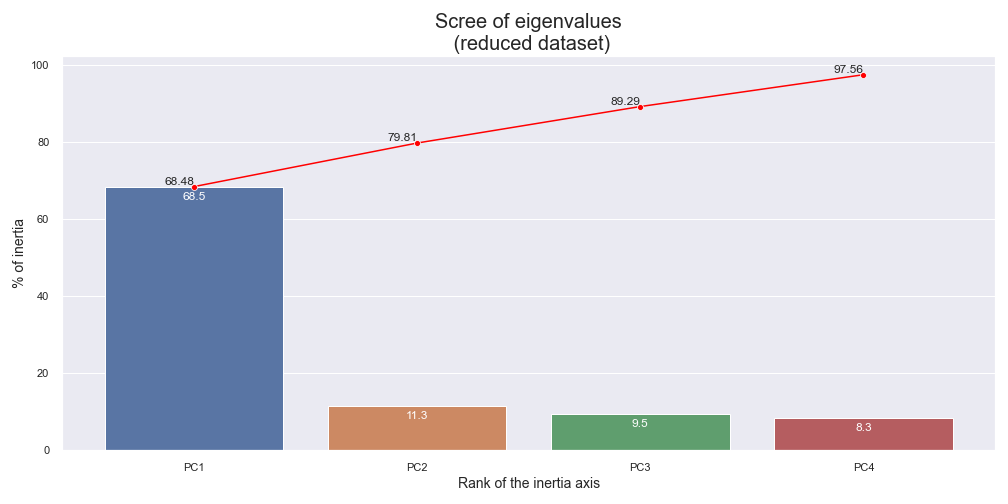 Scree of eigenvalues
(reduced dataset)
% of inertia
100
80
60
40
20
0
68.48
79.81
89.29
97.56
68.5
11.3
9.5
8.3
PC1
PC2
PC3
PC4
Rank of the inertia axis